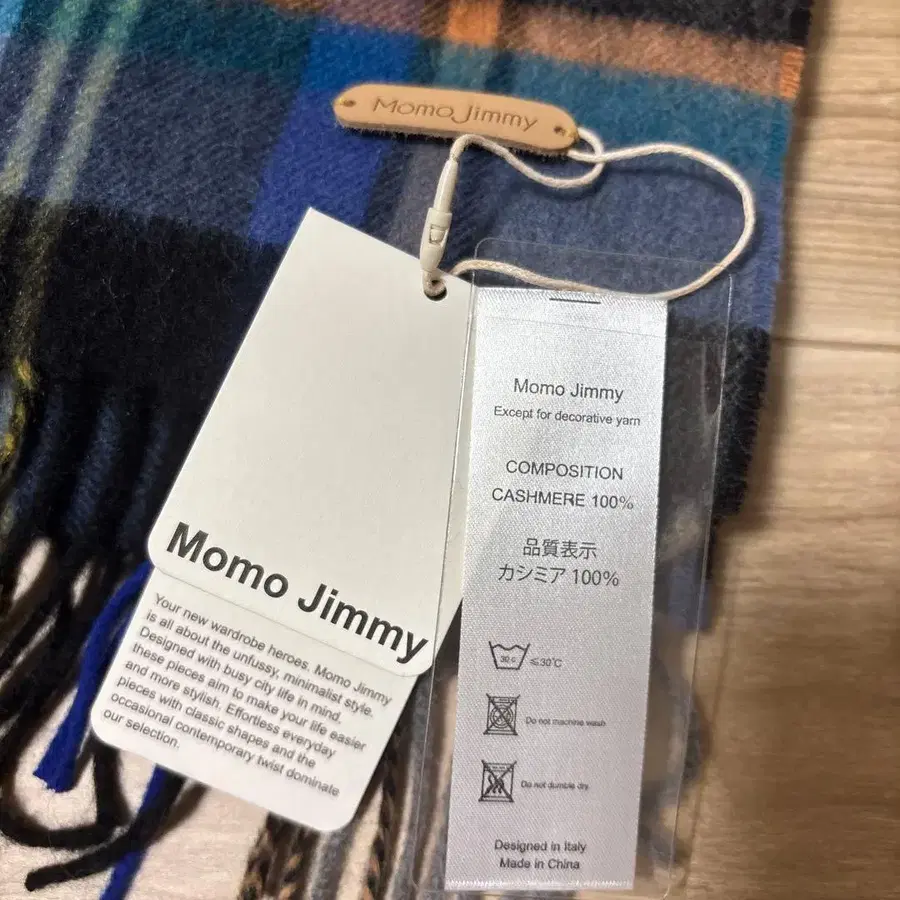 Momo Jimmy
Momo Jimmy
Your new wardrobe heroes. Momo Jimmy
is all about the unfussy, minimalist style.
Designed with busy city life in mind,
these pieces aim to make your life easier
and more stylish. Effortless everyday
pieces with classic shapes and the
occasional contemporary twist dominate
our selection.
Momo Jimmy
Except for decorative yarn
COMPOSITION
CASHMERE 100%
品質表示
カシミア 100%
30 c ≤30℃
Do not machine wash
Do not dumble dry
Designed in Italy
Made in China